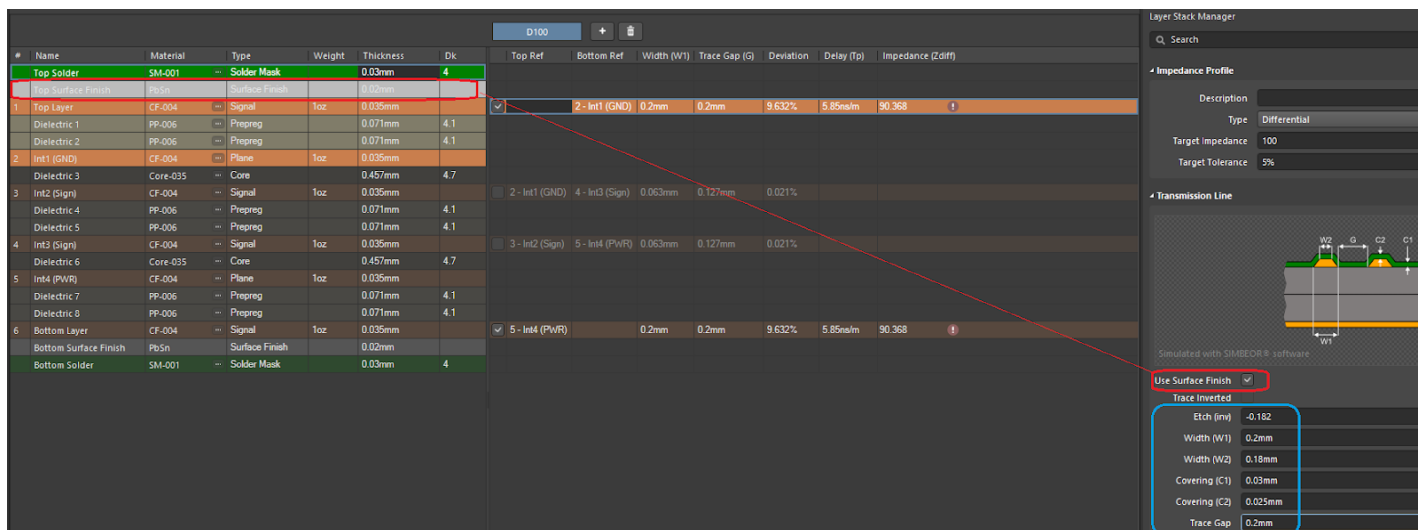 D100 +
Layer Stack Manager
Search
# Name Material Type Weight Thickness Dk Top Ref Bottom Ref Width (W1) Trace Gap (G) Deviation Delay (Tp) Impedance (Zdiff)
Top Solder SM-001 Solder Mask 0.03mm 4
Top Surface Finish PbSn Surface Finish 0.02mm
1 Top Layer CF-004 Signal 1oz 0.035mm 2 - Int1 (GND) 0.2mm 0.2mm 9.632% 5.85ns/m 90.368
Dielectric 1 PP-006 Prepreg 0.071mm 4.1
Dielectric 2 PP-006 Prepreg 0.071mm 4.1
2 Int1 (GND) CF-004 Plane 1oz 0.035mm
Dielectric 3 Core-035 Core 0.457mm 4.7
3 Int2 (Sign) CF-004 Signal 1oz 0.035mm 2 - Int1 (GND) 4 - Int3 (Sign) 0.063mm 0.127mm 0.021%
Dielectric 4 PP-006 Prepreg 0.071mm 4.1
Dielectric 5 PP-006 Prepreg 0.071mm 4.1
4 Int3 (Sign) CF-004 Signal 1oz 0.035mm 3 - Int2 (Sign) 5 - Int4 (PWR) 0.063mm 0.127mm 0.021%
Dielectric 6 Core-035 Core 0.457mm 4.7
5 Int4 (PWR) CF-004 Plane 1oz 0.035mm
Dielectric 7 PP-006 Prepreg 0.071mm 4.1
Dielectric 8 PP-006 Prepreg 0.071mm 4.1
6 Bottom Layer CF-004 Signal 1oz 0.035mm 5 - Int4 (PWR) 0.2mm 0.2mm 9.632% 5.85ns/m 90.368
Bottom Surface Finish PbSn Surface Finish 0.02mm
Bottom Solder SM-001 Solder Mask 0.03mm 4
Impedance Profile
Description
Type Differential
Target Impedance 100
Target Tolerance 5%
Transmission Line
W2 G C2 C1
W1
Simulated with SIMBEOR® software
Use Surface Finish
Trace Inverted
Etch (inv) -0.182
Width (W1) 0.2mm
Width (W2) 0.18mm
Covering (C1) 0.03mm
Covering (C2) 0.025mm
Trace Gap 0.2mm